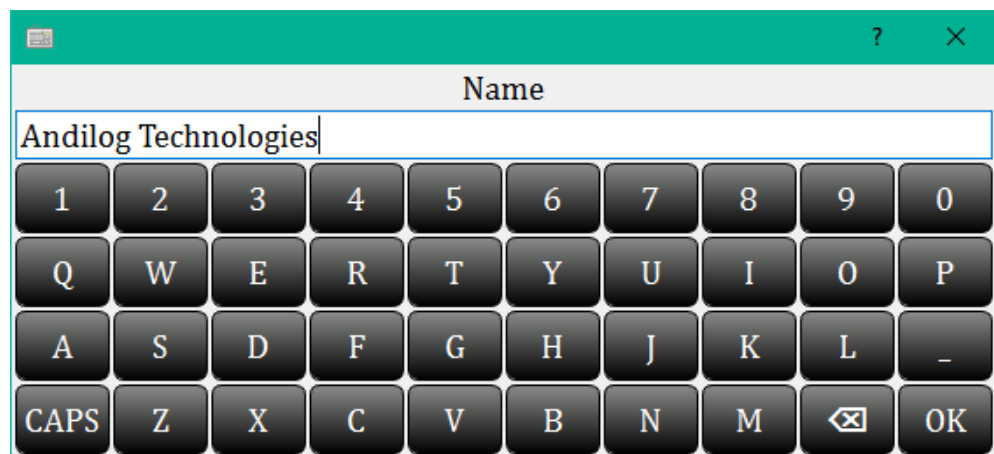 ?
Name
Andilog Technologies
1 2 3 4 5 6 7 8 9 0
Q W E R T Y U I O P
A S D F G H J K L _
CAPS Z X C V B N M OK